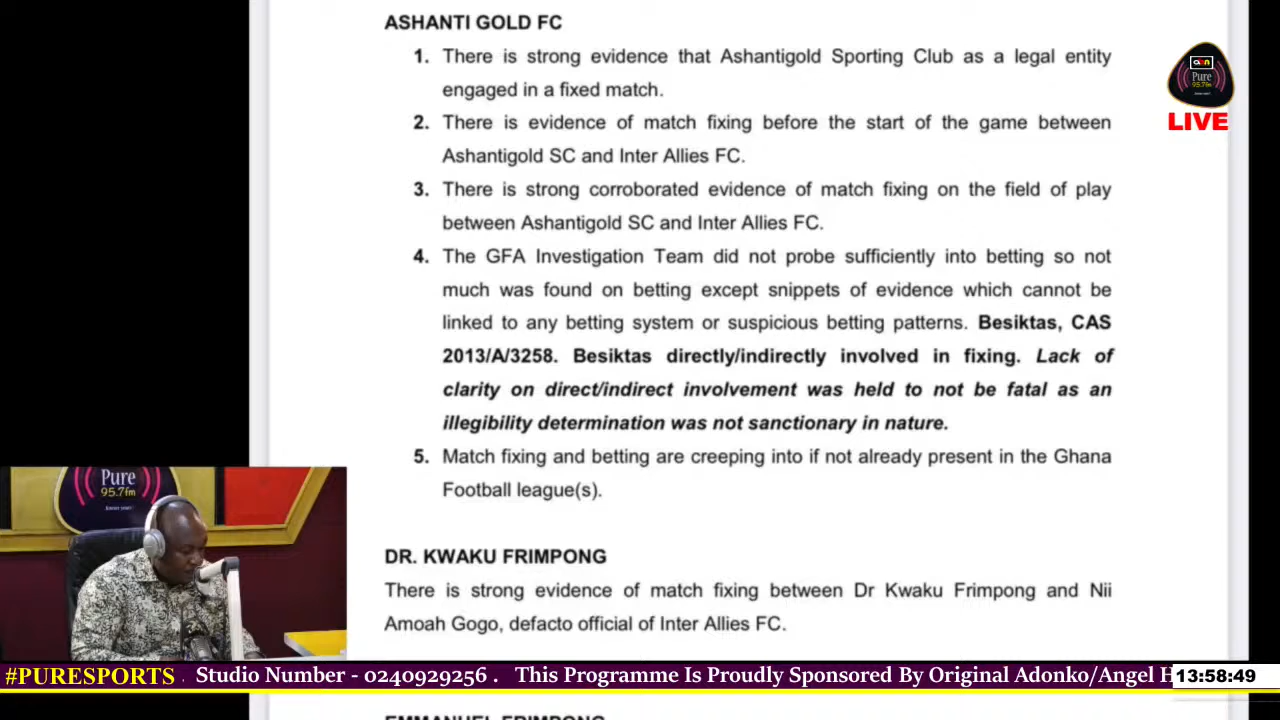 ASHANTI GOLD FC
1. There is strong evidence that Ashantigold Sporting Club as a legal entity
engaged in a fixed match.
2. There is evidence of match fixing before the start of the game between
Ashantigold SC and Inter Allies FC.
3. There is strong corroborated evidence of match fixing on the field of play
between Ashantigold SC and Inter Allies FC.
4. The GFA Investigation Team did not probe sufficiently into betting so not
much was found on betting except snippets of evidence which cannot be
linked to any betting system or suspicious betting patterns. Besiktas, CAS
2013/A/3258. Besiktas directly/indirectly involved in fixing. Lack of
clarity on direct/indirect involvement was held to not be fatal as an
illegibility determination was not sanctionary in nature.
5. Match fixing and betting are creeping into if not already present in the Ghana
Football league(s).
DR. KWAKU FRIMPONG
There is strong evidence of match fixing between Dr Kwaku Frimpong and Nii
Amoah Gogo, defacto official of Inter Allies FC.
EMMANUEL FRIMPONG
Pure
95.7fm
LIVE
Pure
95.7fm
#PURESPORTS . Studio Number - 0240929256 . This Programme Is Proudly Sponsored By Original Adonko/Angel H
13:58:49